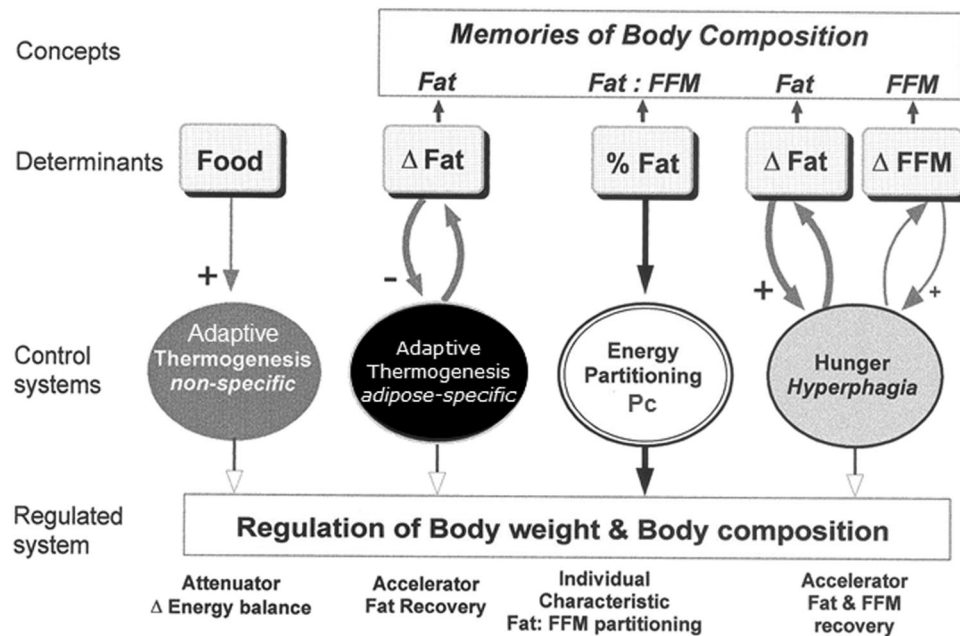 Concepts
Memories of Body Composition
Fat
Fat : FFM
Fat
FFM
Determinants
Food
Δ Fat
% Fat
Δ Fat
Δ FFM
+
-
+
+
Control
systems
Adaptive
Thermogenesis
non-specific
Adaptive
Thermogenesis
adipose-specific
Energy
Partitioning
Pc
Hunger
Hyperphagia
Regulated
system
Regulation of Body weight & Body composition
Attenuator
Δ Energy balance
Accelerator
Fat Recovery
Individual
Characteristic
Fat: FFM partitioning
Accelerator
Fat & FFM
recovery